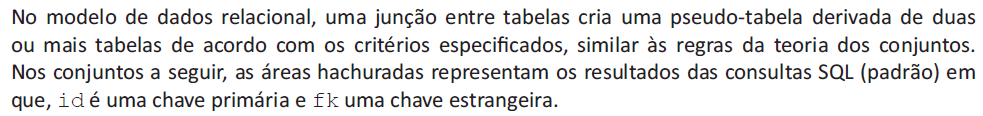 No modelo de dados relacional, uma junção entre tabelas cria uma pseudo-tabela derivada de duas
ou mais tabelas de acordo com os critérios especificados, similar às regras da teoria dos conjuntos.
Nos conjuntos a seguir, as áreas hachuradas representam os resultados das consultas SQL (padrão) em
que, id é uma chave primária e fk uma chave estrangeira.